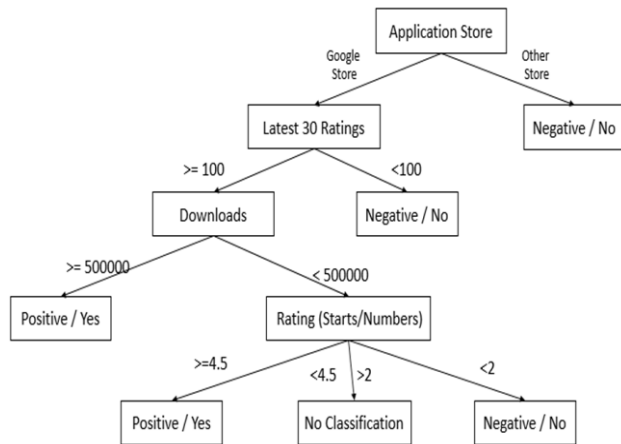 Application Store
Google
Store
Other
Store
Latest 30 Ratings
Negative / No
>= 100
<100
Downloads
Negative / No
>= 500000
< 500000
Positive / Yes
Rating (Starts/Numbers)
>=4.5
<4.5
>2
<2
Positive / Yes
No Classification
Negative / No